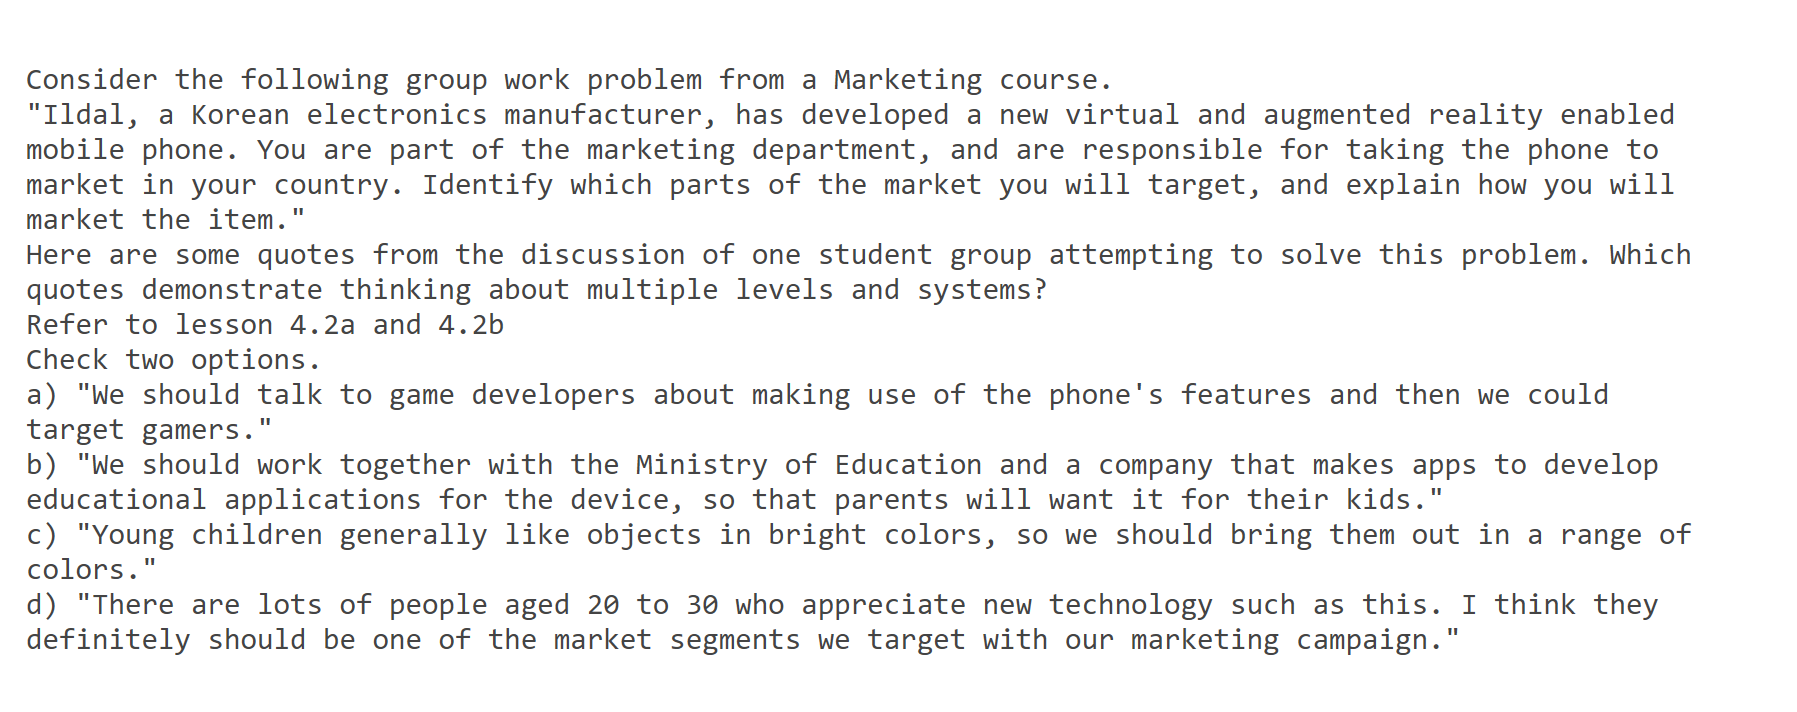 Consider the following group work problem from a Marketing course.
"Ildal, a Korean electronics manufacturer, has developed a new virtual and augmented reality enabled
mobile phone. You are part of the marketing department, and are responsible for taking the phone to
market in your country. Identify which parts of the market you will target, and explain how you will
market the item."
Here are some quotes from the discussion of one student group attempting to solve this problem. Which
quotes demonstrate thinking about multiple levels and systems?
Refer to lesson 4.2a and 4.2b
Check two options.
a) "We should talk to game developers about making use of the phone's features and then we could
target gamers."
b) "We should work together with the Ministry of Education and a company that makes apps to develop
educational applications for the device, so that parents will want it for their kids."
c) "Young children generally like objects in bright colors, so we should bring them out in a range of
colors."
d) "There are lots of people aged 20 to 30 who appreciate new technology such as this. I think they
definitely should be one of the market segments we target with our marketing campaign."